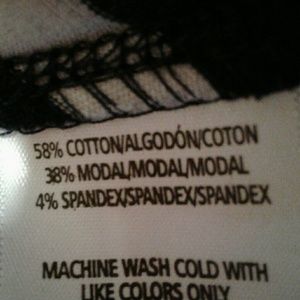 58% COTTON/ALGODÓN/COTON
38% MODAL/MODAL/MODAL
4% SPANDEX/SPANDEX/SPANDEX
MACHINE WASH COLD WITH
LIKE COLORS ONLY